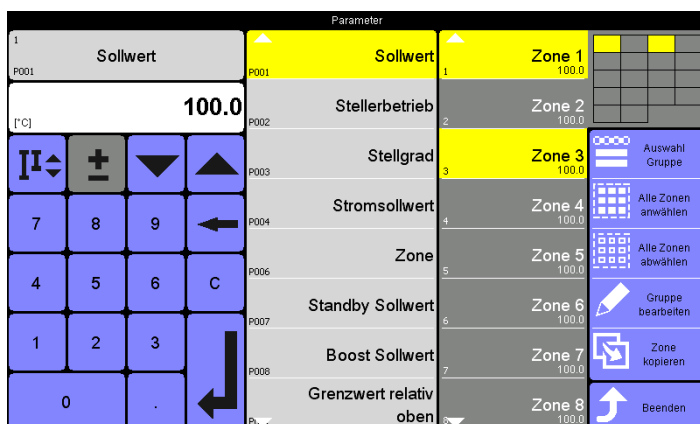 Parameter
1
Sollwert
P001
100.0
[°C]
7
8
9
4
5
6
C
1
2
3
0
.
Sollwert
P001
Stellerbetrieb
P002
Stellgrad
P003
Stromsollwert
P004
Zone
P006
Standby Sollwert
P007
Boost Sollwert
P008
Grenzwert relativ
oben
Zone 1
1
100.0
Zone 2
2
100.0
Zone 3
3
100.0
Zone 4
4
100.0
Zone 5
5
100.0
Zone 6
6
100.0
Zone 7
7
100.0
Zone 8
100.0
Auswahl
Gruppe
Alle Zonen
anwählen
Alle Zonen
abwählen
Gruppe
bearbeiten
Zone
kopieren
Beenden